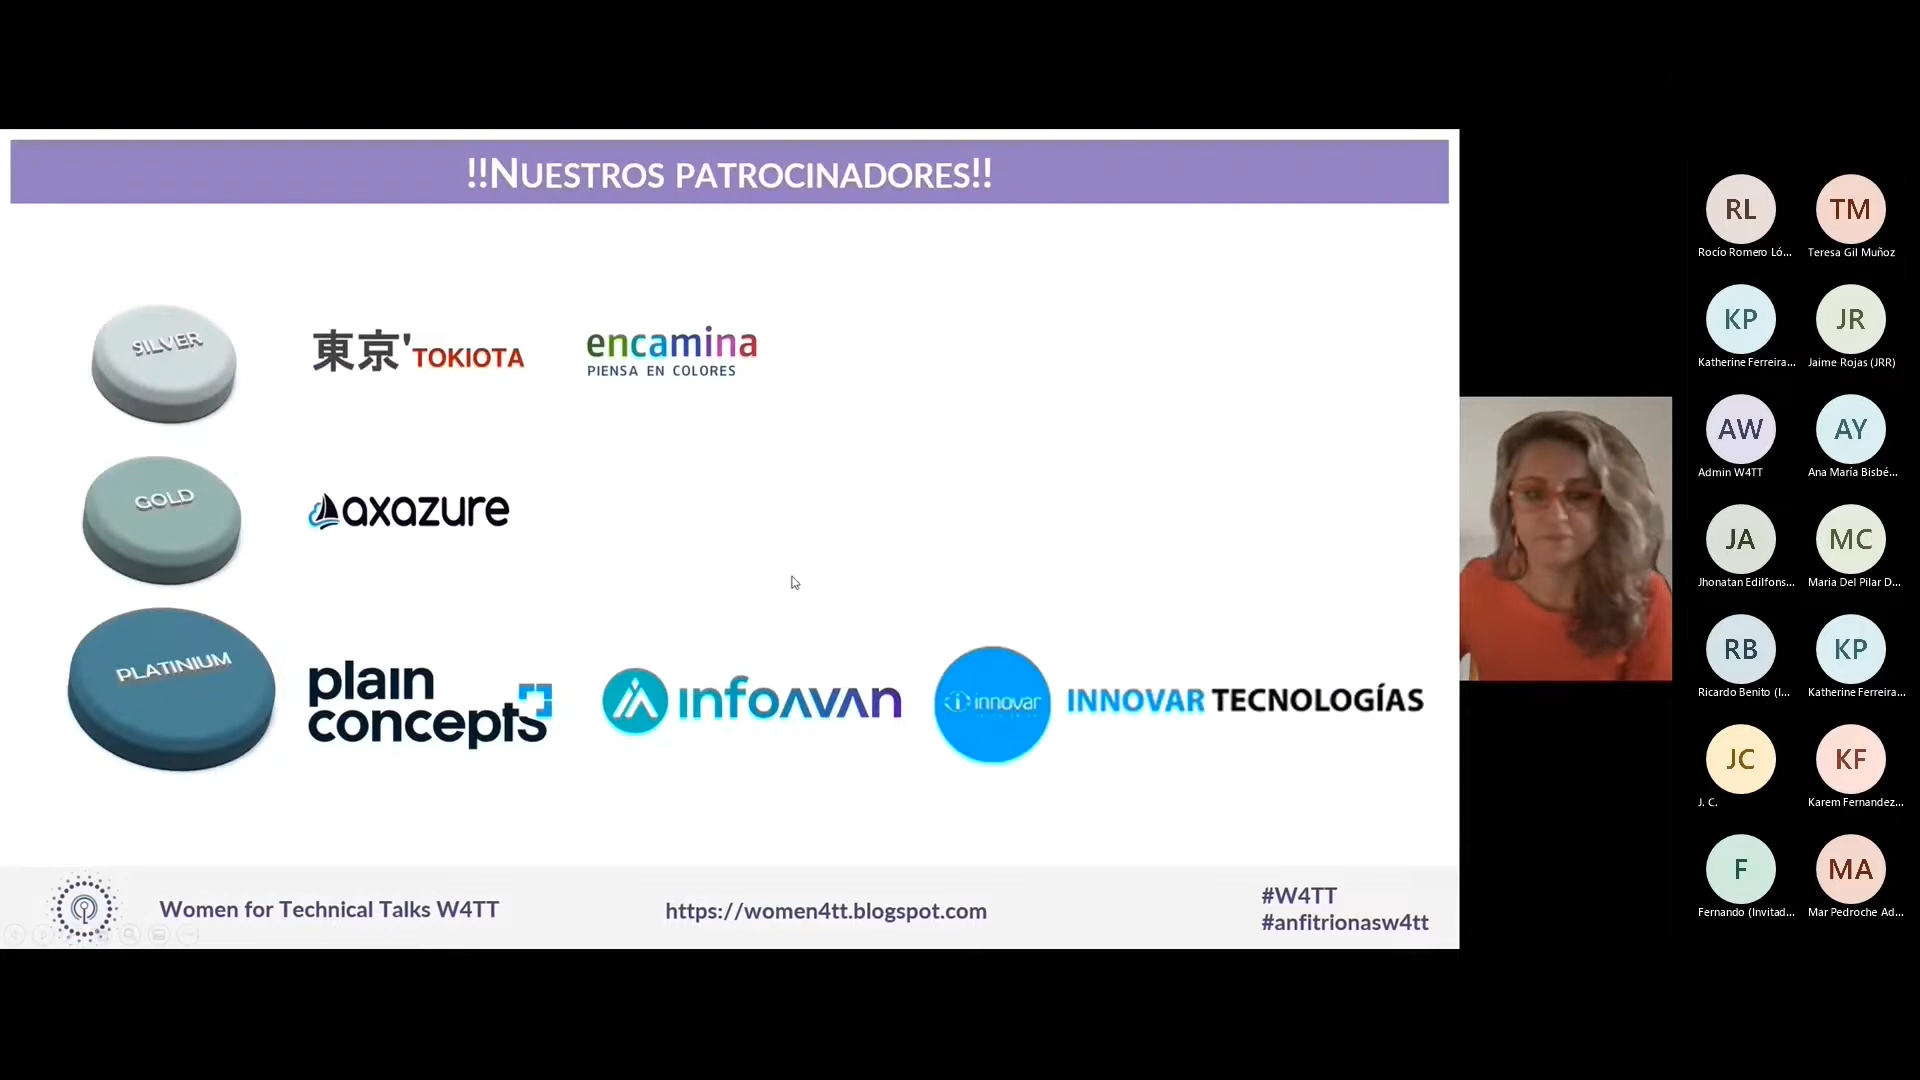 !!NUESTROS PATROCINADORES!!
SILVER
東京'TOKIOTA
encamina
PIENSA EN COLORES
GOLD
axazure
PLATINIUM
plain
concepts
infoavan
innovar
INNOVAR TECNOLOGÍAS
Women for Technical Talks W4TT
https://women4tt.blogspot.com
#W4TT
#anfitrionasw4tt
RL
TM
Rocío Romero Ló...
Teresa Gil Muñoz
KP
JR
Katherine Ferreira...
Jaime Rojas (JRR)
AW
AY
Admin W4TT
Ana María Bisbé...
JA
MC
Jhonatan Edilfons...
Maria Del Pilar D...
RB
KP
Ricardo Benito (I...
Katherine Ferreira...
JC
KF
J. C.
Karem Fernandez...
F
MA
Fernando (Invitad...
Mar Pedroche Ad...